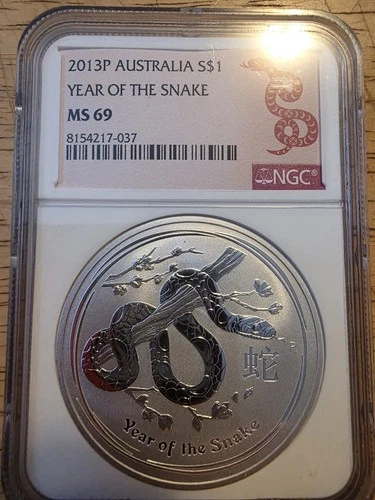 2013P AUSTRALIA S$1
YEAR OF THE SNAKE
MS 69
8154217-037
NGC®
蛇
P
Year of the Snake